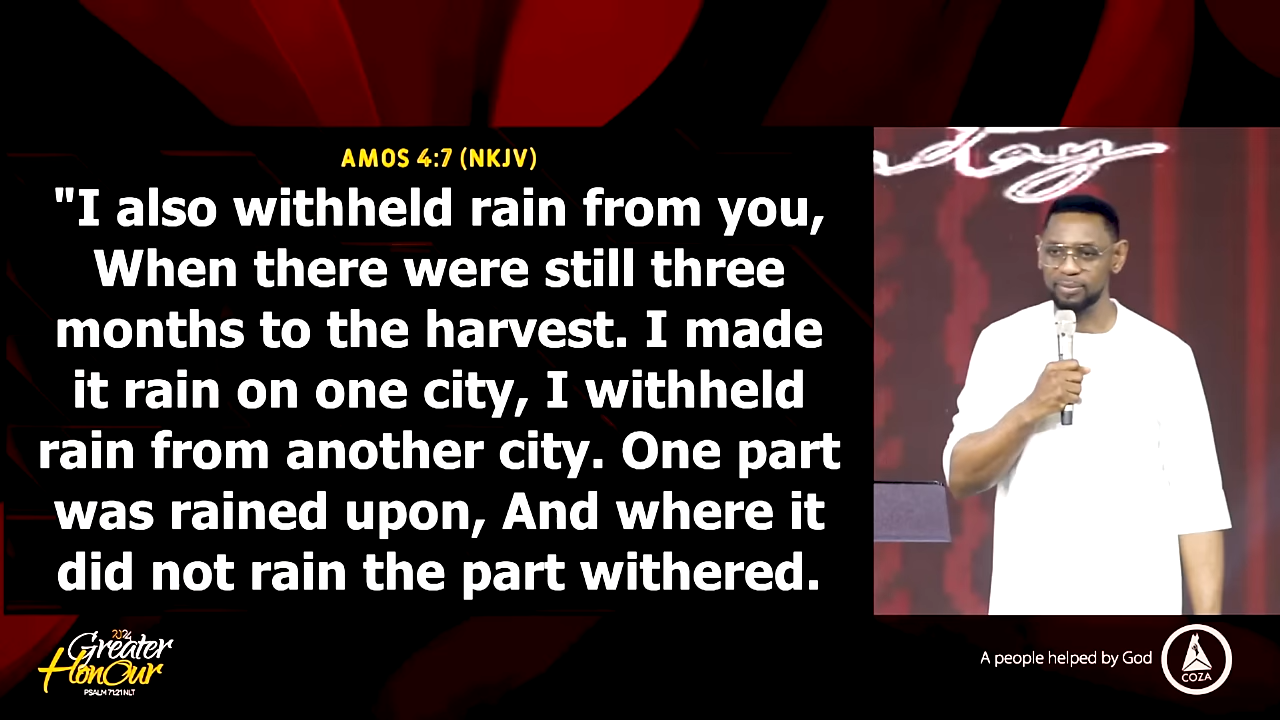 day
AMOS 4:7 (NKJV)
"I also withheld rain from you,
When there were still three
months to the harvest. I made
it rain on one city, I withheld
rain from another city. One part
was rained upon, And where it
did not rain the part withered.
2024
Greater
HonOur
PSALM 71:21 NLT
A people helped by God
COZA